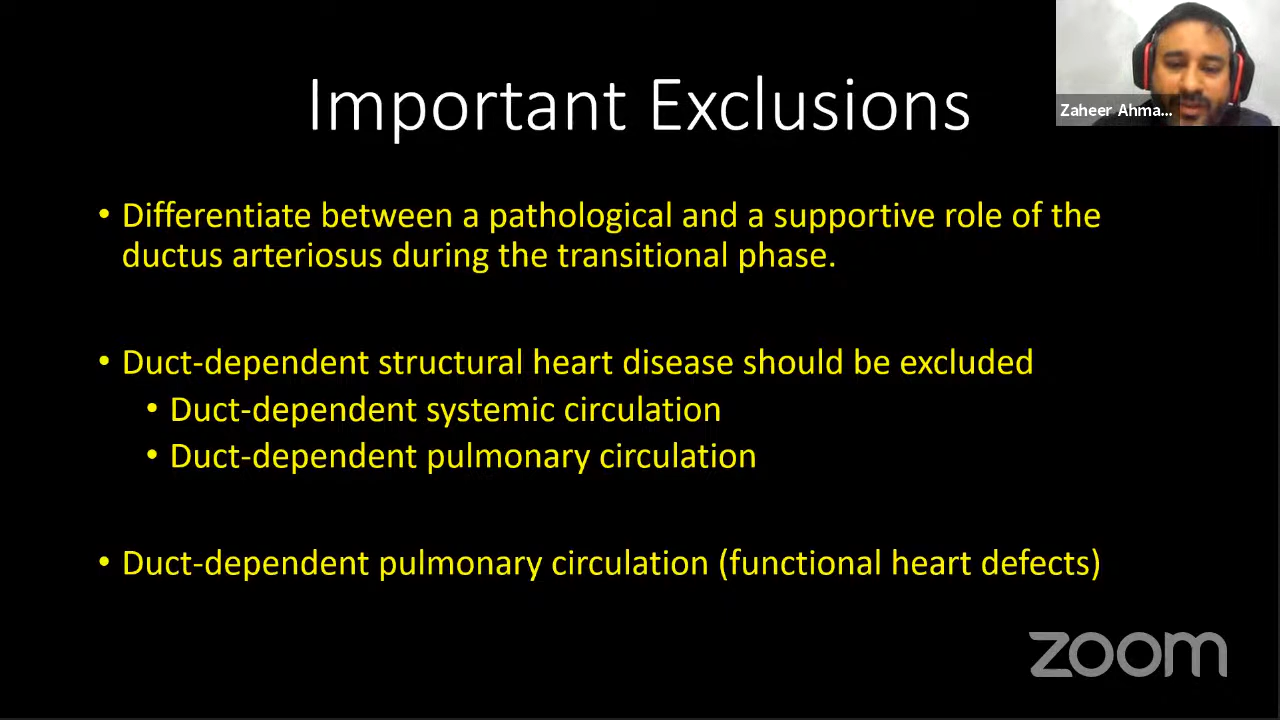 Important Exclusions
Zaheer Ahma...
• Differentiate between a pathological and a supportive role of the
ductus arteriosus during the transitional phase.
• Duct-dependent structural heart disease should be excluded
• Duct-dependent systemic circulation
• Duct-dependent pulmonary circulation
• Duct-dependent pulmonary circulation (functional heart defects)
zoom